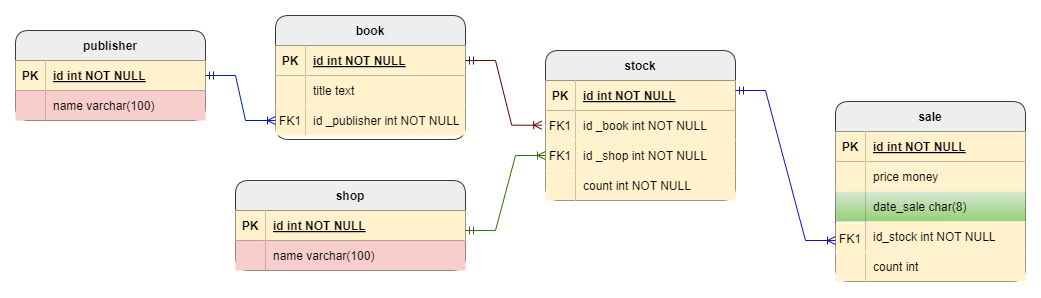 publisher
PK id int NOT NULL
name varchar(100)
book
PK id int NOT NULL
title text
FK1 id _publisher int NOT NULL
shop
PK id int NOT NULL
name varchar(100)
stock
PK id int NOT NULL
FK1 id _book int NOT NULL
FK1 id _shop int NOT NULL
count int NOT NULL
sale
PK id int NOT NULL
price money
date_sale char(8)
FK1 id_stock int NOT NULL
count int